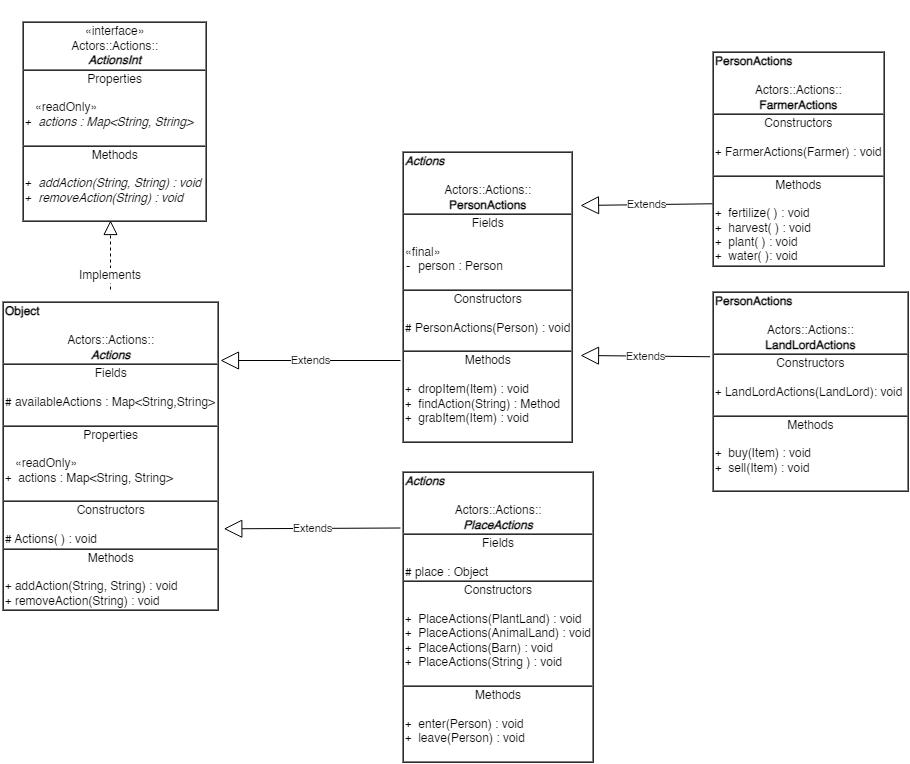 «interface»
Actors::Actions::
ActionsInt
Properties
«readOnly»
+ actions : Map<String, String>
Methods
+ addAction(String, String) : void
+ removeAction(String) : void
Implements
Object
Actors::Actions::
Actions
Fields
# availableActions : Map<String,String>
Properties
«readOnly»
+ actions : Map<String, String>
Constructors
# Actions( ) : void
Methods
+ addAction(String, String) : void
+ removeAction(String) : void
Extends
Extends
Actions
Actors::Actions::
PersonActions
Fields
«final»
- person : Person
Constructors
# PersonActions(Person) : void
Methods
+ dropItem(Item) : void
+ findAction(String) : Method
+ grabItem(Item) : void
Actions
Actors::Actions::
PlaceActions
Fields
# place : Object
Constructors
+ PlaceActions(PlantLand) : void
+ PlaceActions(AnimalLand) : void
+ PlaceActions(Barn) : void
+ PlaceActions(String ) : void
Methods
+ enter(Person) : void
+ leave(Person) : void
Extends
Extends
PersonActions
Actors::Actions::
FarmerActions
Constructors
+ FarmerActions(Farmer) : void
Methods
+ fertilize( ) : void
+ harvest( ) : void
+ plant( ) : void
+ water( ): void
PersonActions
Actors::Actions::
LandLordActions
Constructors
+ LandLordActions(LandLord): void
Methods
+ buy(Item) : void
+ sell(Item) : void